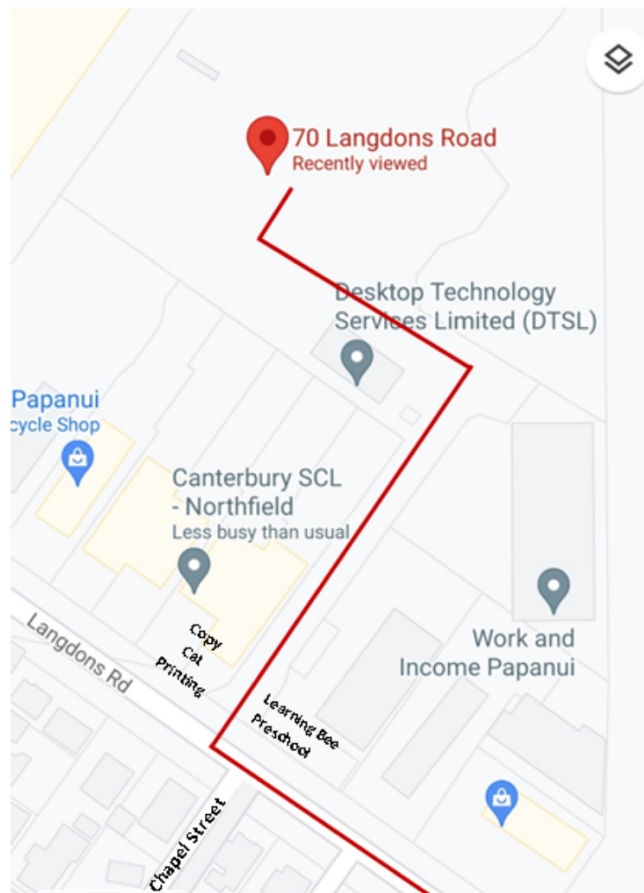 70 Langdons Road
Recently viewed
Desktop Technology
Services Limited (DTSL)
Papanui
cycle Shop
Canterbury SCL
- Northfield
Less busy than usual
Work and
Income Papanui
Langdons Rd
Copy
Cat
Printing
Learning Bee
Preschool
Chapel Street